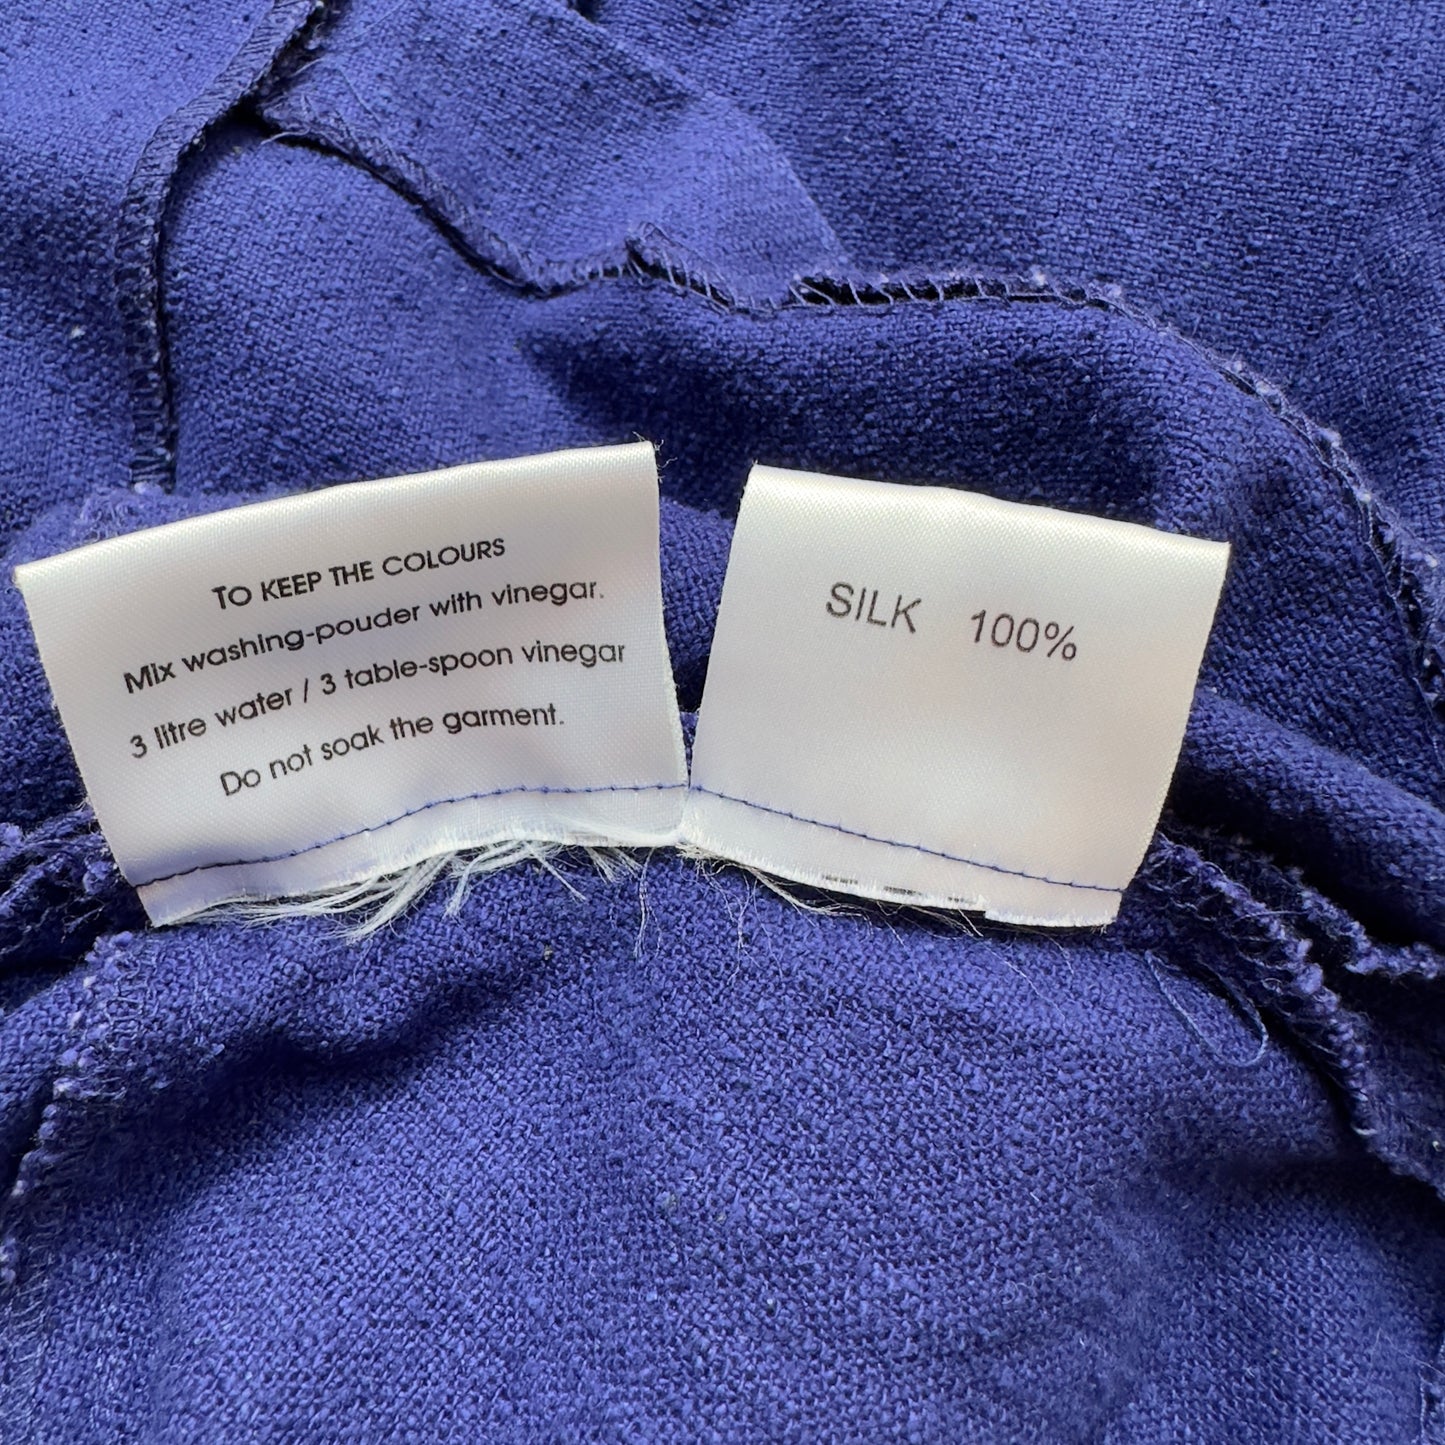 TO KEEP THE COLOURS
Mix washing-pouder with vinegar.
3 litre water / 3 table-spoon vinegar
Do not soak the garment.
SILK 100%